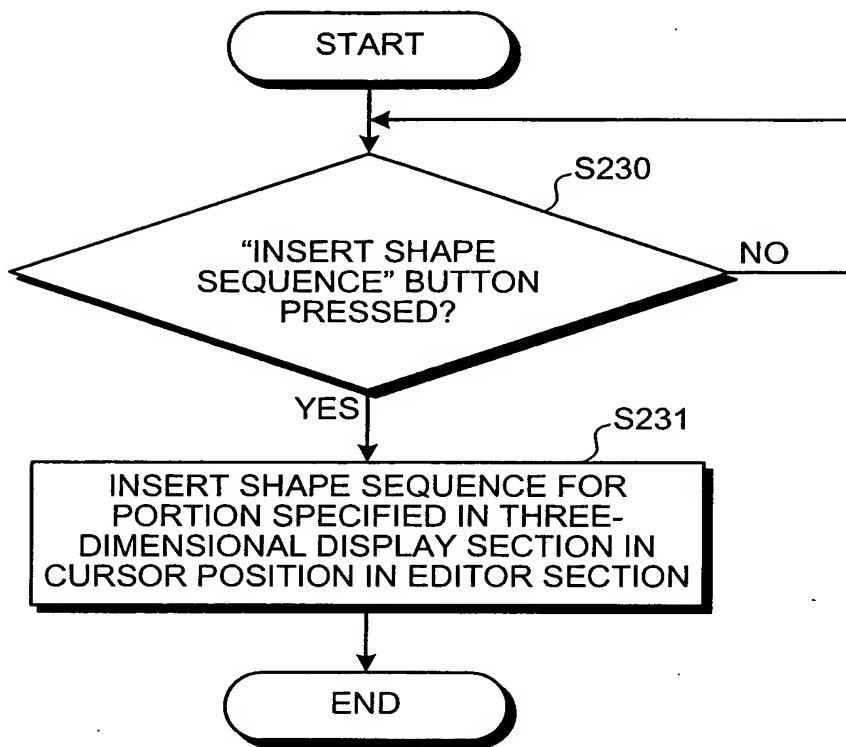 START
S230
“INSERT SHAPE
SEQUENCE” BUTTON
PRESSED?
NO
YES
S231
INSERT SHAPE SEQUENCE FOR
PORTION SPECIFIED IN THREE-
DIMENSIONAL DISPLAY SECTION IN
CURSOR POSITION IN EDITOR SECTION
END